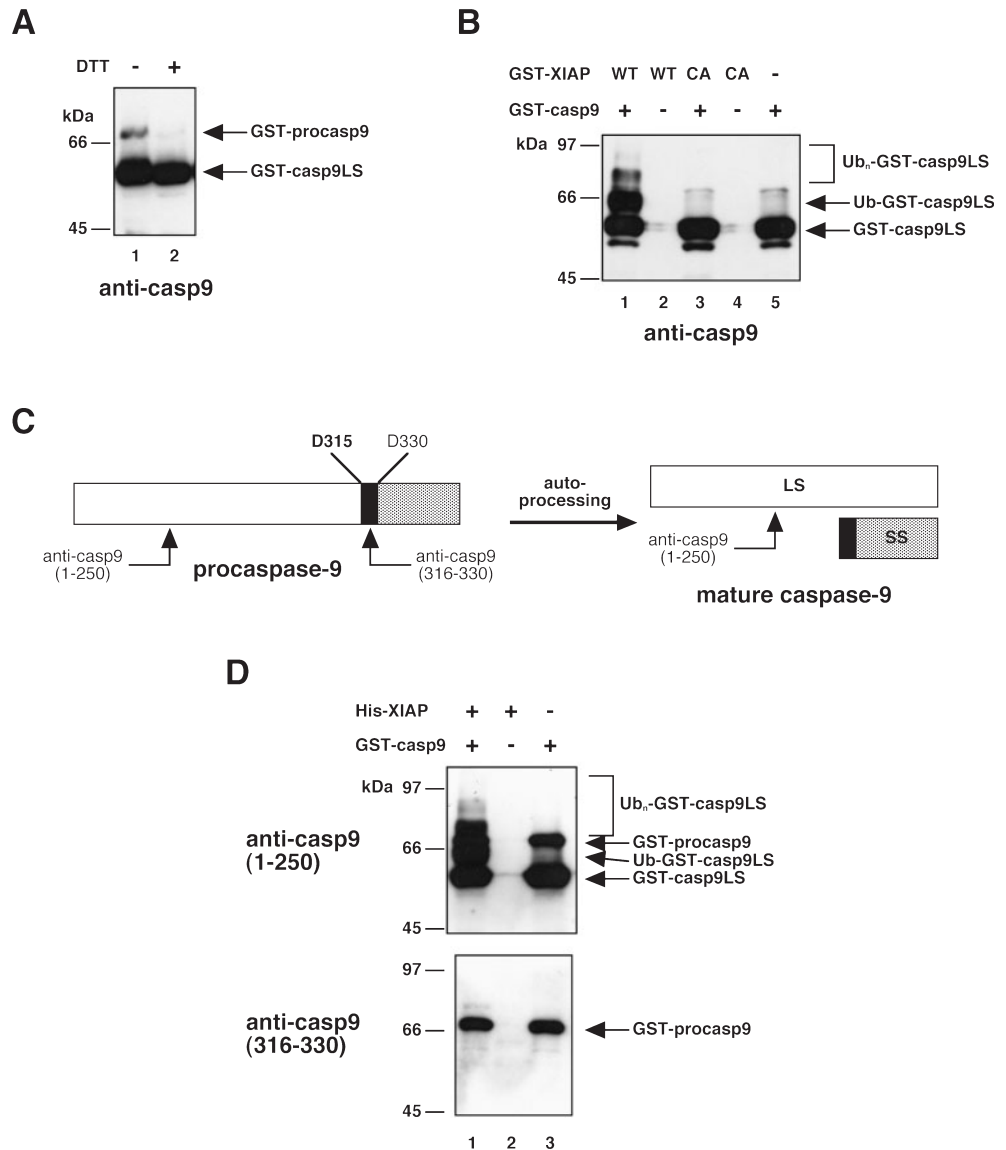 A
DTT - +
kDa
66
45
GST-procasp9
GST-casp9LS
1 2
anti-casp9
B
GST-XIAP WT WT CA CA -
GST-casp9 + - + - +
kDa 97
66
45
Ubn-GST-casp9LS
Ub-GST-casp9LS
GST-casp9LS
1 2 3 4 5
anti-casp9
C
D315 D330
anti-casp9
(1-250)
procaspase-9
anti-casp9
(316-330)
auto-
processing
LS
anti-casp9
(1-250)
SS
mature caspase-9
D
His-XIAP + + -
GST-casp9 + - +
anti-casp9
(1-250)
kDa 97
66
45
Ubn-GST-casp9LS
GST-procasp9
Ub-GST-casp9LS
GST-casp9LS
anti-casp9
(316-330)
97
66
45
GST-procasp9
1 2 3